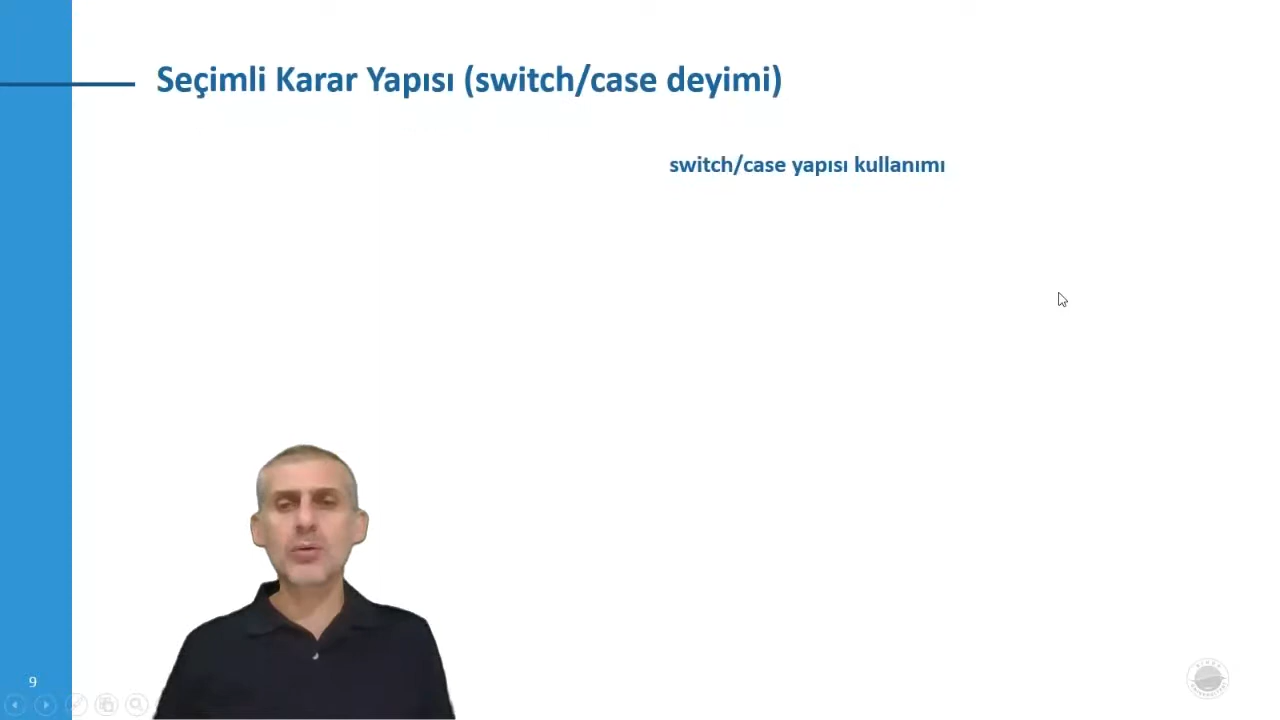 Seçimli Karar Yapısı (switch/case deyimi)
switch/case yapısı kullanımı
9